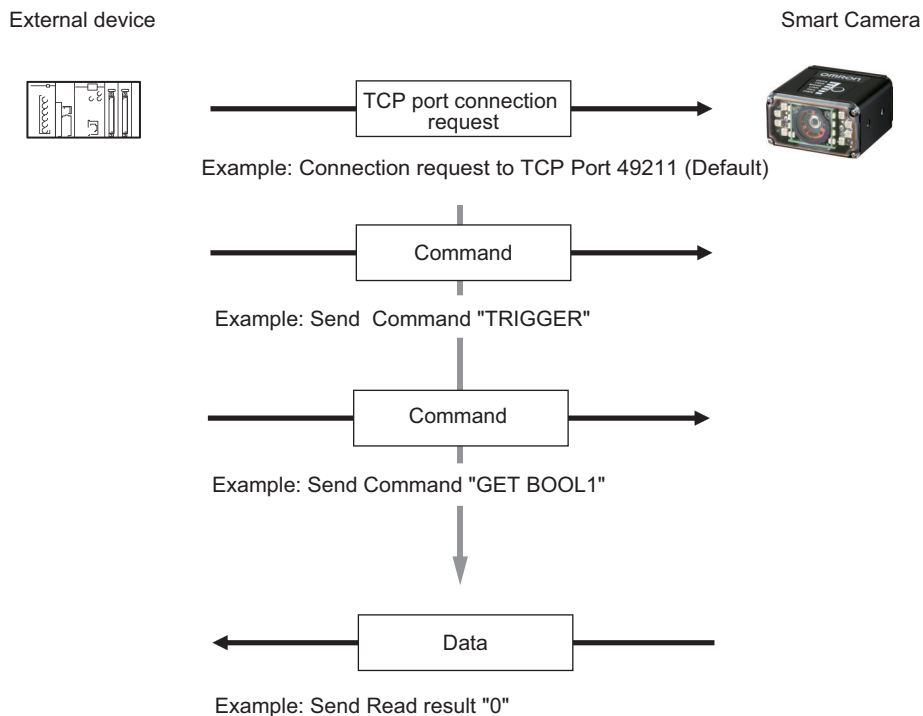 External device
Smart Camera
OMRON
TCP port connection
request
Example: Connection request to TCP Port 49211 (Default)
Command
Example: Send  Command "TRIGGER"
Command
Example: Send Command "GET BOOL1"
Data
Example: Send Read result "0"